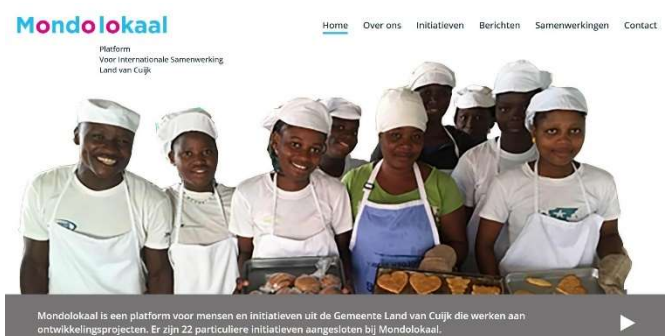 Mondolokaal
Home Over ons Initiatieven Berichten Samenwerkingen Contact
Platform
Voor Internationale Samenwerking
Land van Cuijk
Mondolokaal is een platform voor mensen en initiatieven uit de Gemeente Land van Cuijk die werken aan
ontwikkelingsprojecten. Er zijn 22 particuliere initiatieven aangesloten bij Mondolokaal.